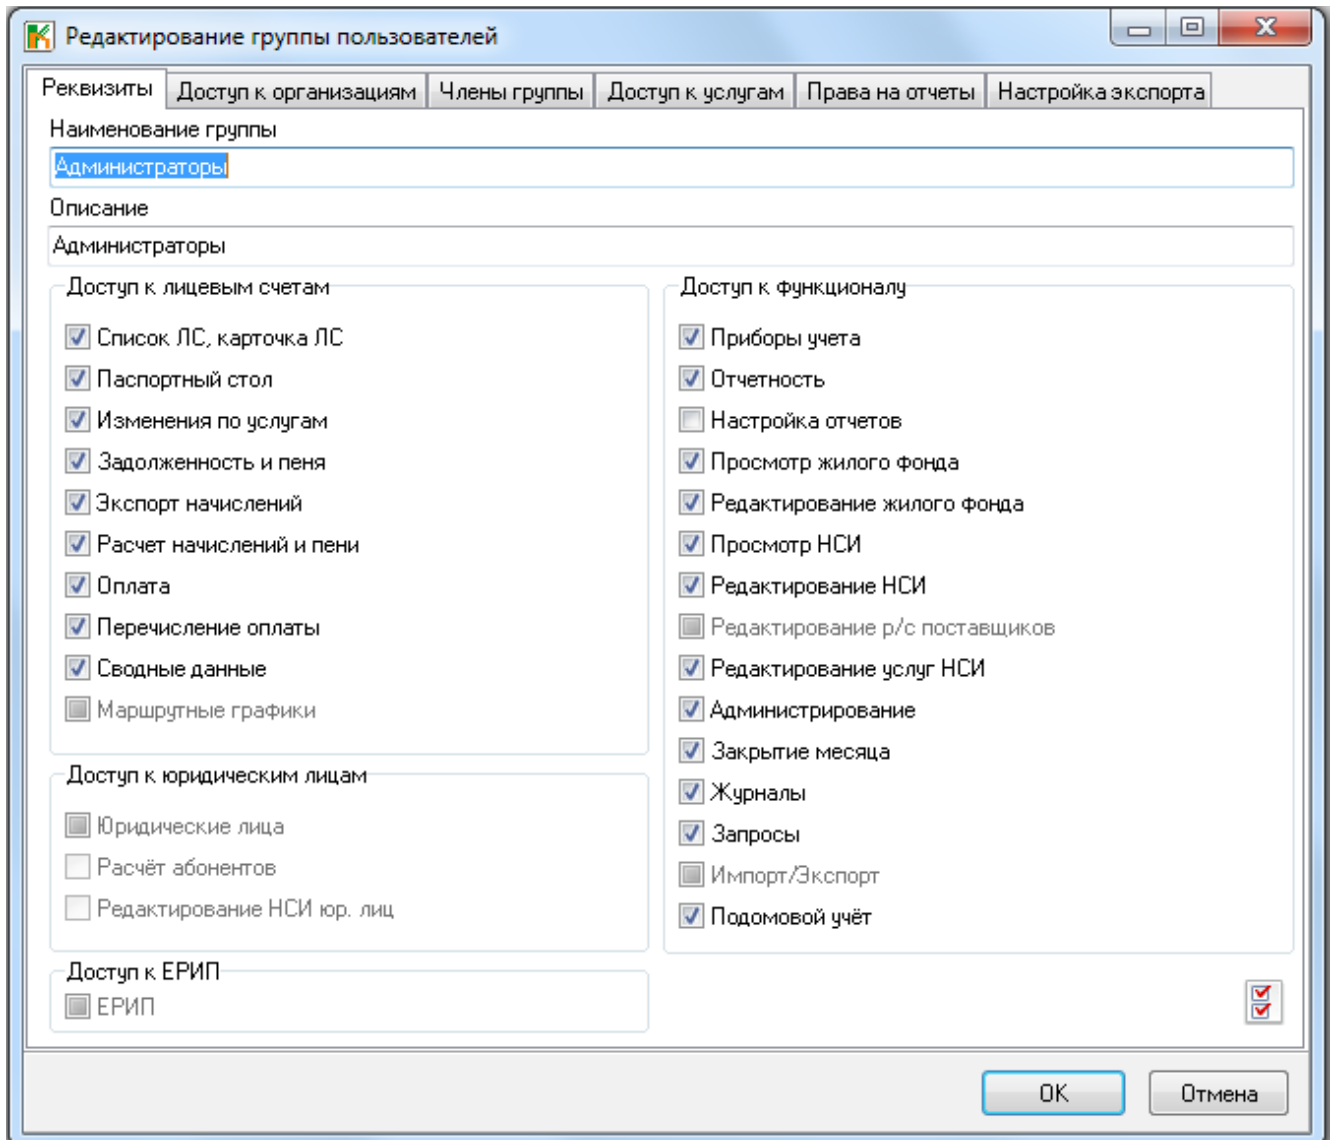 Редактирование группы пользователей
Реквизиты Доступ к организациям Члены группы Доступ к услугам Права на отчеты Настройка экспорта
Наименование группы
Администраторы
Описание
Администраторы
Доступ к лицевым счетам
Список ЛС, карточка ЛС
Паспортный стол
Изменения по услугам
Задолженность и пеня
Экспорт начислений
Расчет начислений и пени
Оплата
Перечисление оплаты
Сводные данные
Маршрутные графики
Доступ к юридическим лицам
Юридические лица
Расчёт абонентов
Редактирование НСИ юр. лиц
Доступ к ЕРИП
ЕРИП
Доступ к функционалу
Приборы учета
Отчетность
Настройка отчетов
Просмотр жилого фонда
Редактирование жилого фонда
Просмотр НСИ
Редактирование НСИ
Редактирование р/с поставщиков
Редактирование услуг НСИ
Администрирование
Закрытие месяца
Журналы
Запросы
Импорт/Экспорт
Подомовой учёт
OK Отмена